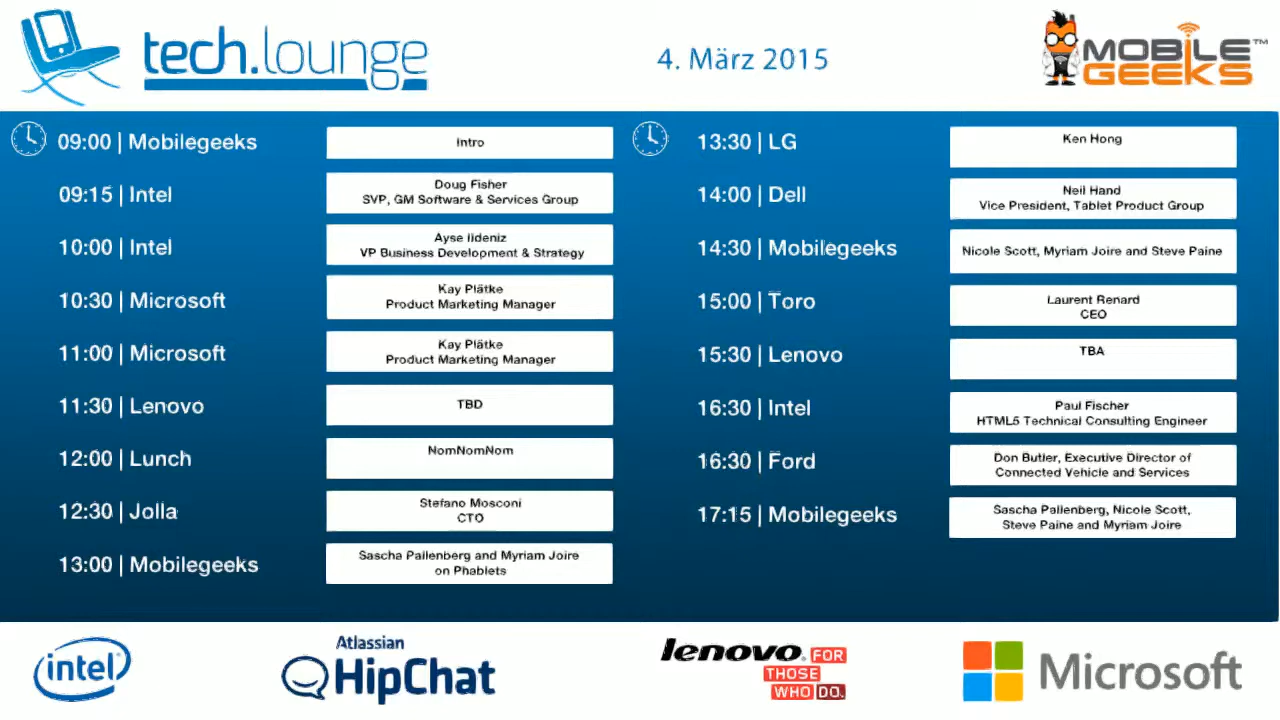 tech.lounge
4. März 2015
MOBILE GEEKS™
09:00 | Mobilegeeks
Intro
09:15 | Intel
Doug Fisher
SVP, GM Software & Services Group
10:00 | Intel
Ayse Ildeniz
VP Business Development & Strategy
10:30 | Microsoft
Kay Plätke
Product Marketing Manager
11:00 | Microsoft
Kay Plätke
Product Marketing Manager
11:30 | Lenovo
TBD
12:00 | Lunch
NomNomNom
12:30 | Jolla
Stefano Mosconi
CTO
13:00 | Mobilegeeks
Sascha Pallenberg and Myriam Joire
on Phablets
13:30 | LG
Ken Hong
14:00 | Dell
Neil Hand
Vice President, Tablet Product Group
14:30 | Mobilegeeks
Nicole Scott, Myriam Joire and Steve Paine
15:00 | Toro
Laurent Renard
CEO
15:30 | Lenovo
TBA
16:30 | Intel
Paul Fischer
HTML5 Technical Consulting Engineer
16:30 | Ford
Don Butler, Executive Director of
Connected Vehicle and Services
17:15 | Mobilegeeks
Sascha Pallenberg, Nicole Scott,
Steve Paine and Myriam Joire
intel
Atlassian
HipChat
lenovo. FOR
THOSE
WHO DO.
Microsoft